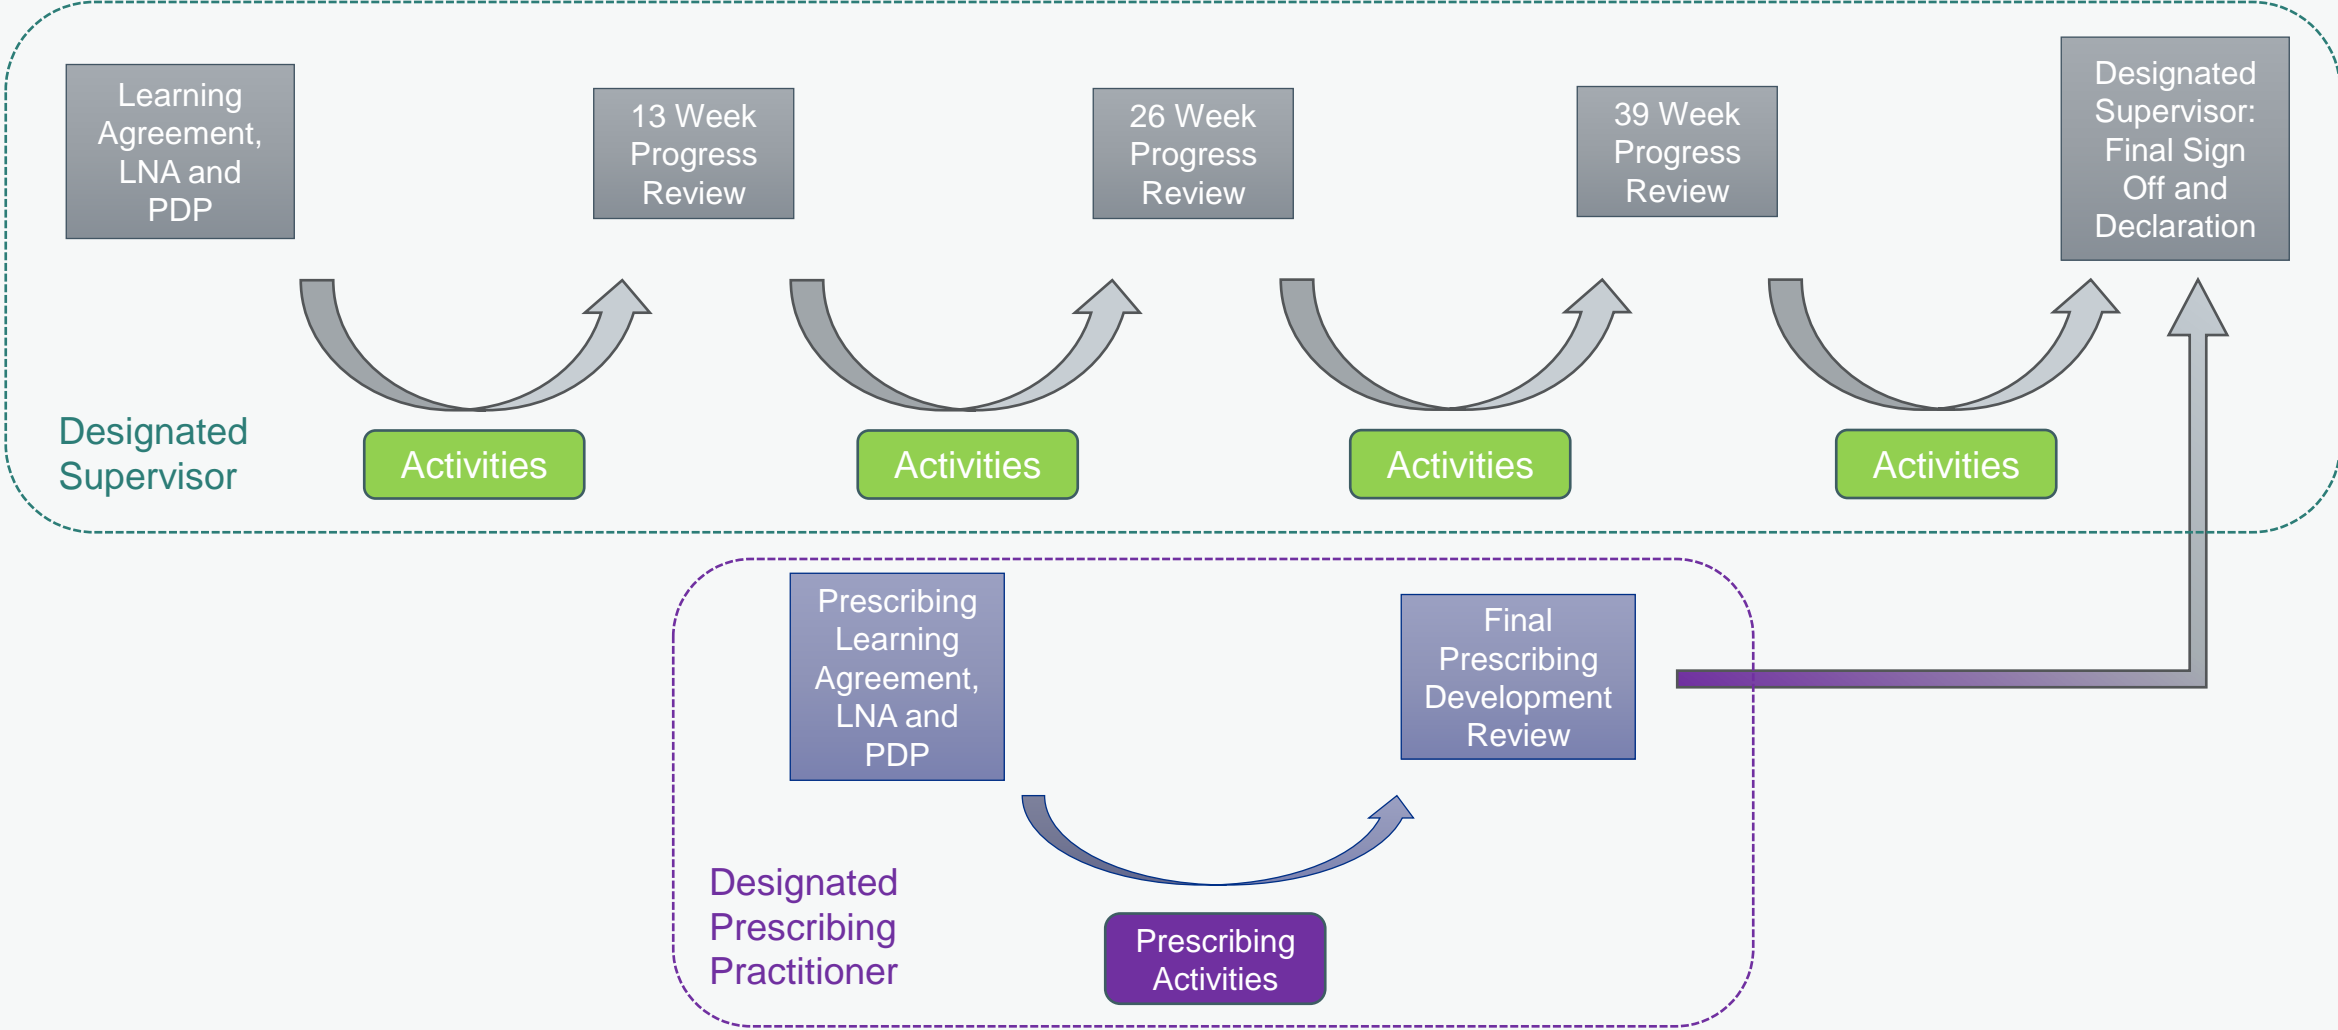 Learning
Agreement,
LNA and
PDP
13 Week
Progress
Review
26 Week
Progress
Review
39 Week
Progress
Review
Designated
Supervisor:
Final Sign
Off and
Declaration
Designated
Supervisor
Activities
Activities
Activities
Activities
Prescribing
Learning
Agreement,
LNA and
PDP
Final
Prescribing
Development
Review
Designated
Prescribing
Practitioner
Prescribing
Activities